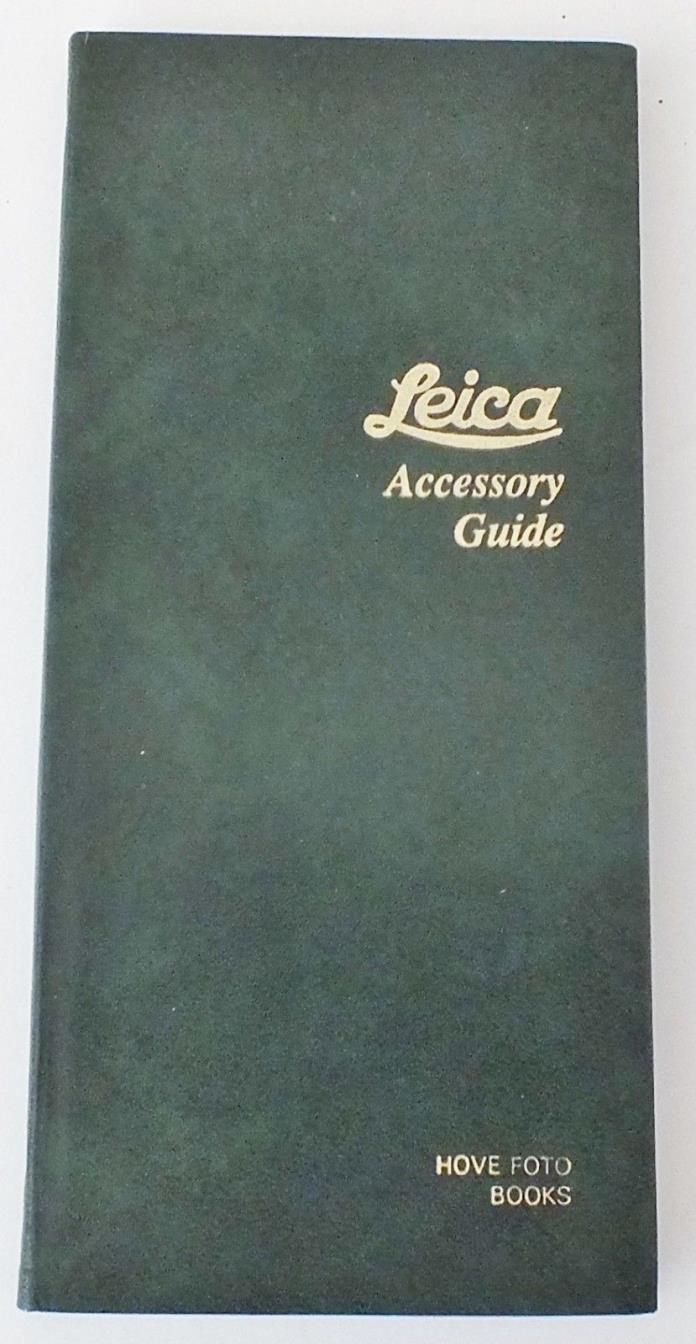 Leica
Accessory
Guide
HOVE FOTO
BOOKS